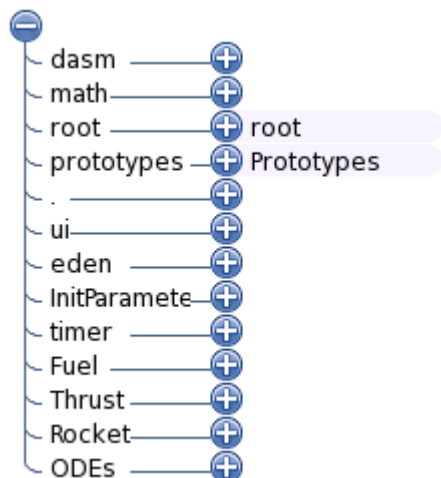 dasm
math
root root
prototypes Prototypes
.
ui
eden
InitParamete
timer
Fuel
Thrust
Rocket
ODEs